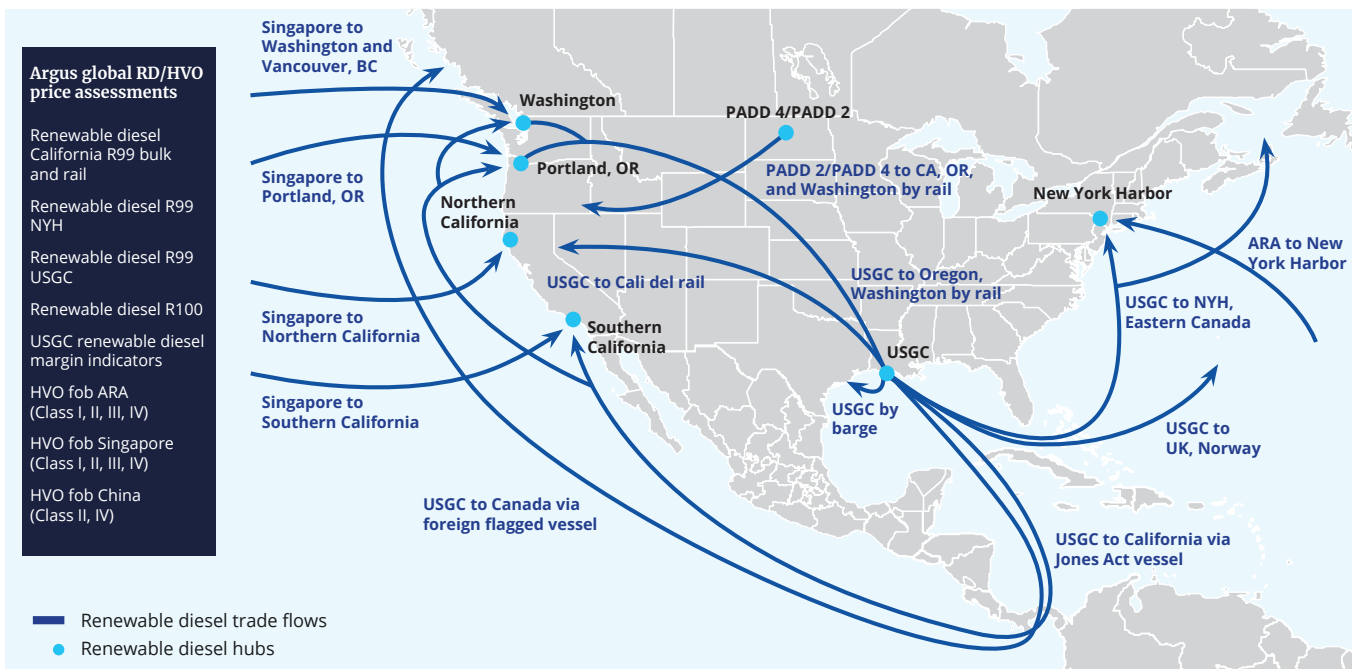 Argus global RD/HVO
price assessments
Renewable diesel
California R99 bulk
and rail
Renewable diesel R99
NYH
Renewable diesel R99
USGC
Renewable diesel R100
USGC renewable diesel
margin indicators
HVO fob ARA
(Class I, II, III, IV)
HVO fob Singapore
(Class I, II, III, IV)
HVO fob China
(Class II, IV)
Singapore to
Washington and
Vancouver, BC
Washington
PADD 4/PADD 2
Singapore to
Portland, OR
Portland, OR
PADD 2/PADD 4 to CA, OR,
and Washington by rail
Northern
California
New York Harbor
ARA to New
York Harbor
USGC to Cali del rail
USGC to Oregon,
Washington by rail
USGC to NYH,
Eastern Canada
Singapore to
Northern California
Southern
California
USGC
Singapore to
Southern California
USGC by
barge
USGC to
UK, Norway
USGC to Canada via
foreign flagged vessel
USGC to California via
Jones Act vessel
Renewable diesel trade flows
Renewable diesel hubs